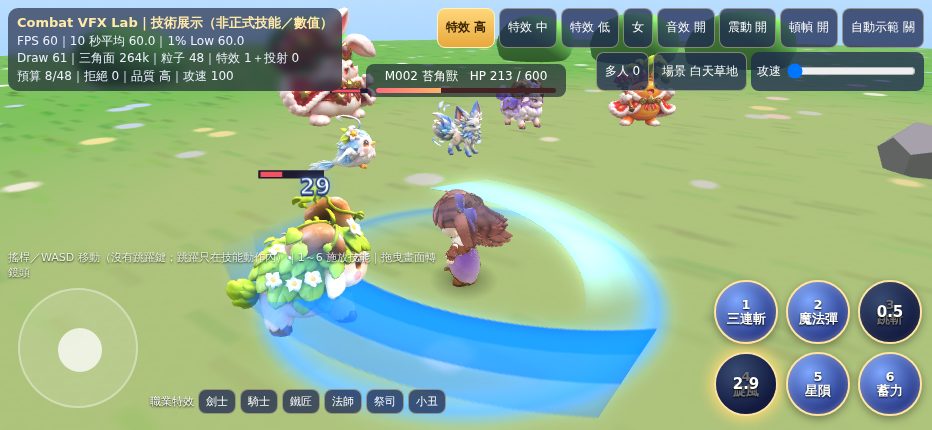 Combat VFX Lab｜技術展示（非正式技能／數值）
FPS 60｜10 秒平均 60.0｜1% Low 60.0
Draw 61｜三角面 264k｜粒子 48｜特效 1＋投射 0
預算 8/48｜拒絕 0｜品質 高｜攻速 100
特效 高
特效 中
特效 低
女
音效 開
震動 開
頓幀 開
自動示範 關
M002 苔角獸 HP 213 / 600
多人 0
場景 白天草地
攻速
29
搖桿／WASD 移動（沒有跳躍鍵；跳躍只在技能動作內）｜1~6 施放技能｜拖曳畫面轉
鏡頭
1
三連斬
2
魔法彈
3
跳斬
0.5
4
旋風
2.9
5
星隕
6
蓄力
職業特效
劍士
騎士
鐵匠
法師
祭司
小丑